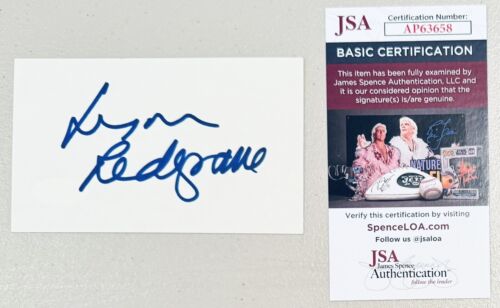 Lynn
Redgrave
JSA
Certification Number:
AP63658
BASIC CERTIFICATION
This item has been fully examined by
James Spence Authentication, LLC and
it is our considered opinion that the
signature(s) is/are genuine.
NATURE
JETS
Verify this certification by visiting
SpenceLOA.com
Follow us @jsaloa
JSA
James Spence
Authentication
follow the leader